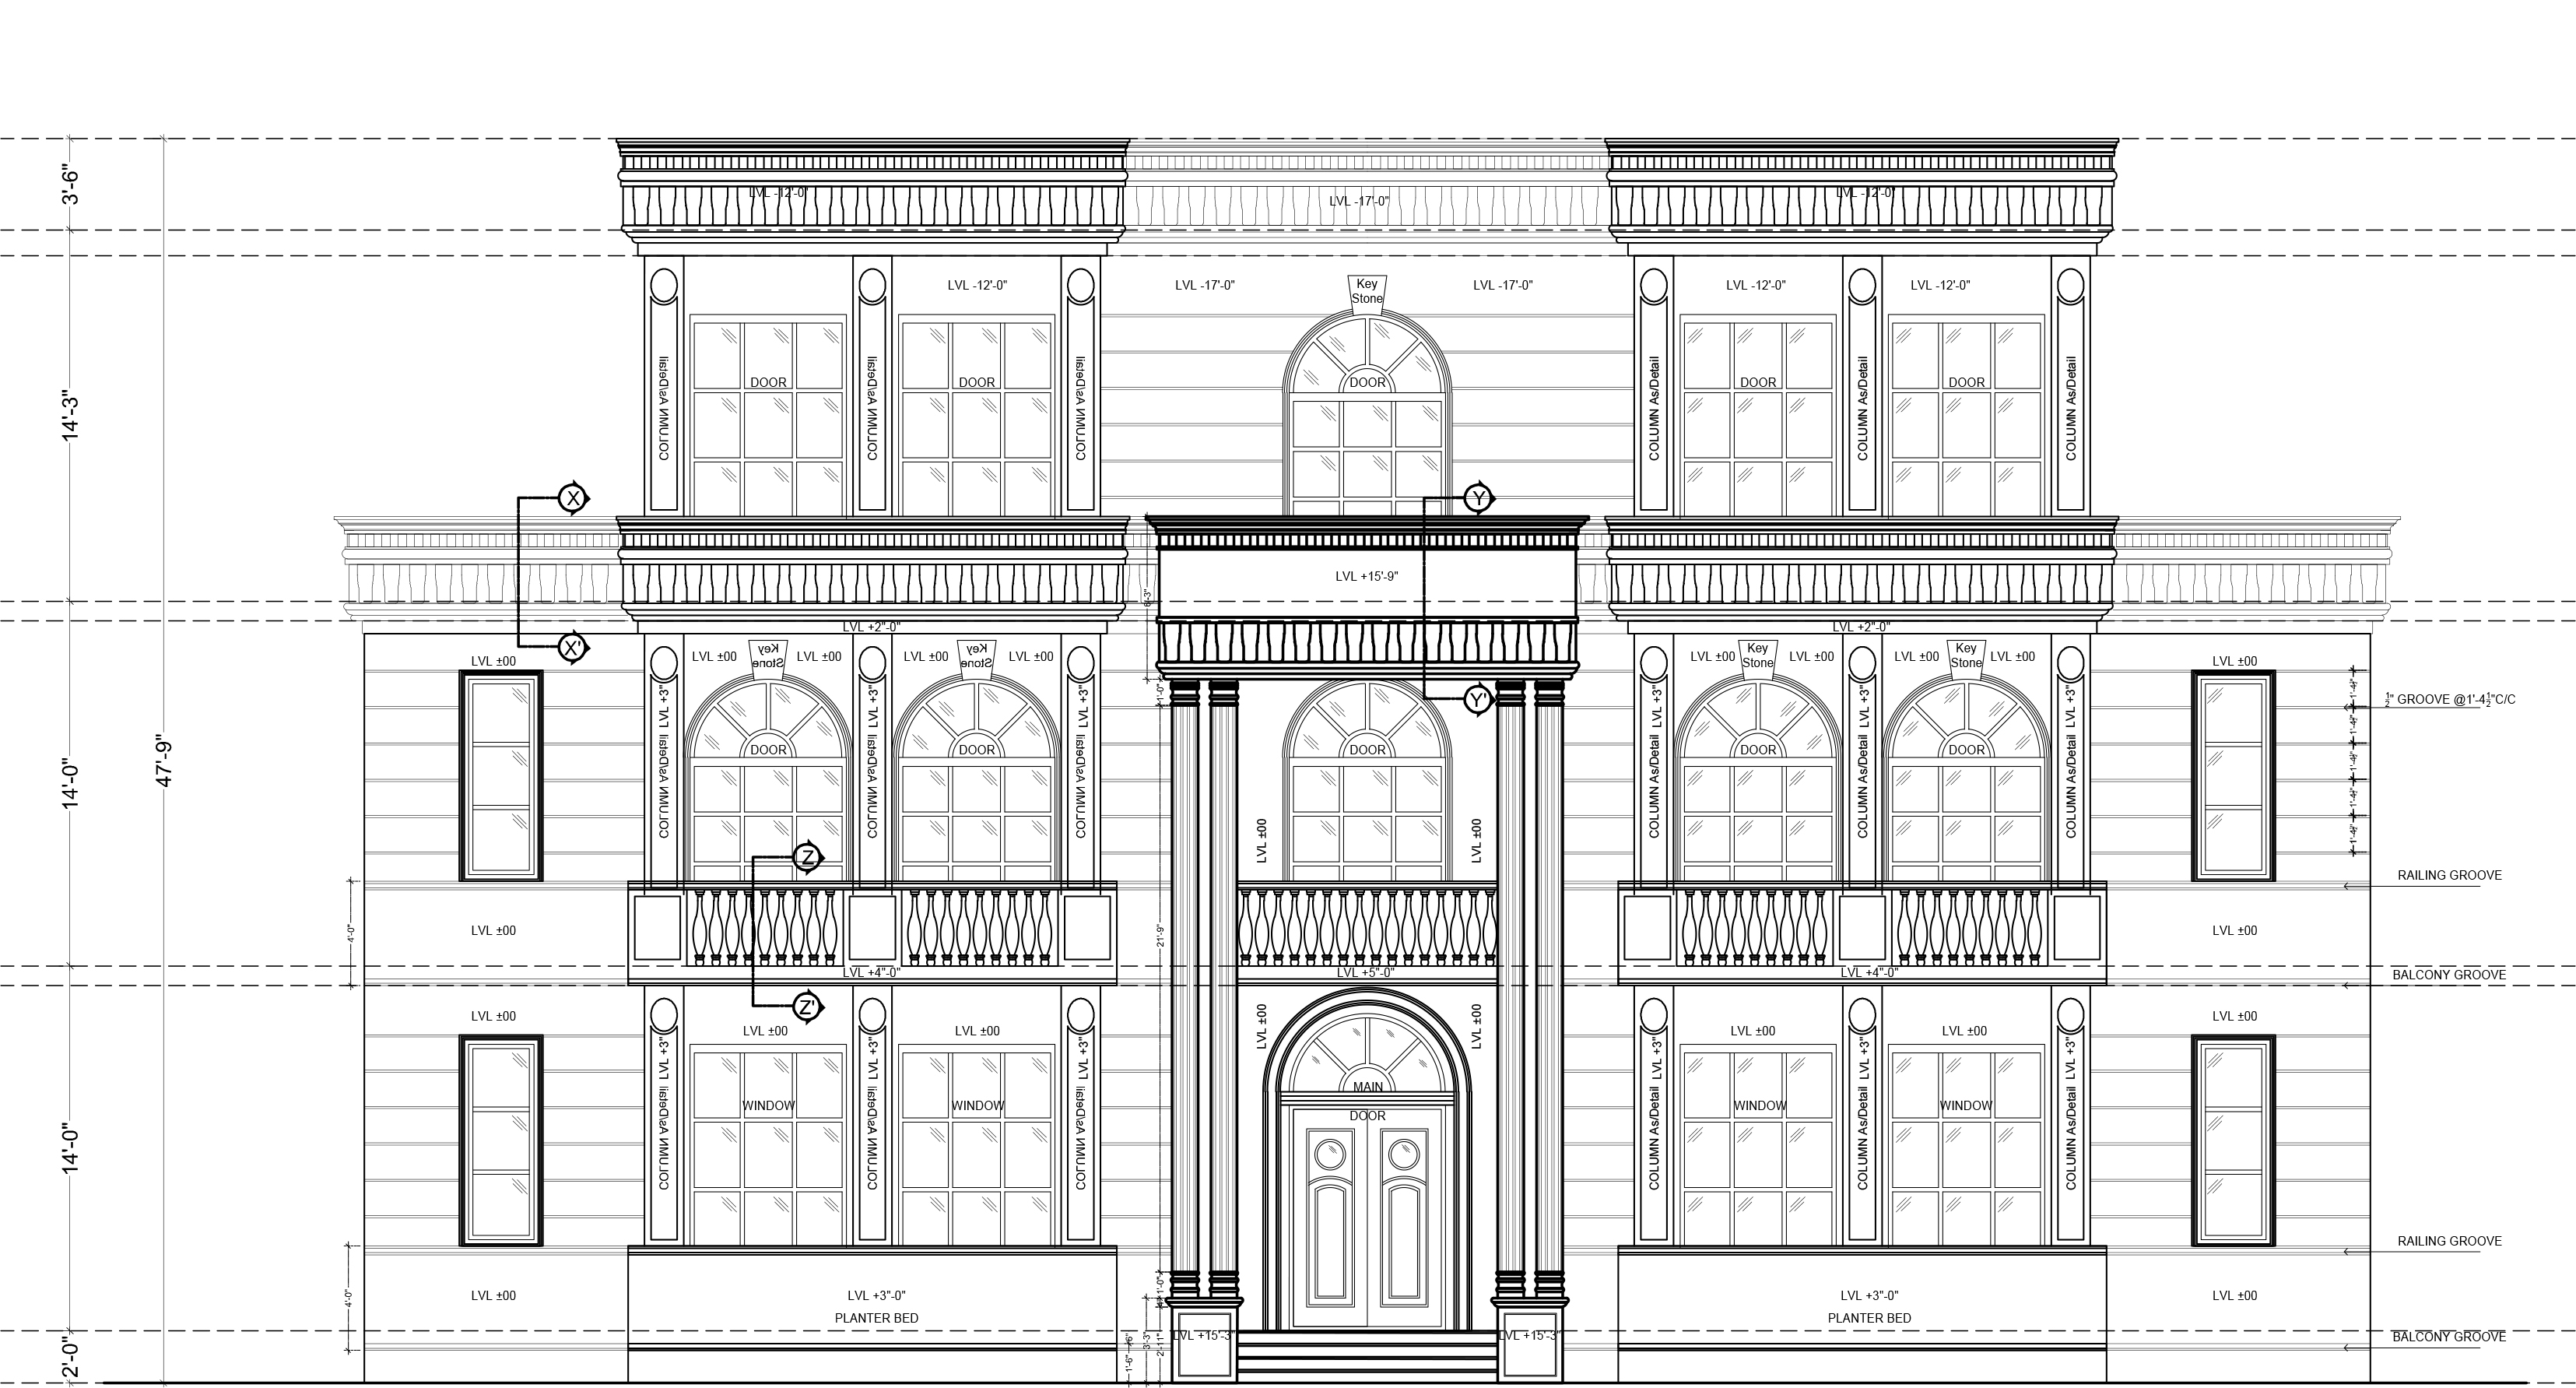 3'-6"
LVL -12'-0"
LVL -17'-0"
LVL -12'-0"
LVL -12'-0"
LVL -17'-0"
Key
Stone
LVL -17'-0"
LVL -12'-0"
LVL -12'-0"
14'-3"
COLUMN As/Detail
DOOR
COLUMN As/Detail
DOOR
COLUMN As/Detail
DOOR
COLUMN As/Detail
DOOR
COLUMN As/Detail
DOOR
COLUMN As/Detail
X
Y
LVL +15'-9"
6'-3"
LVL +2"-0"
LVL +2"-0"
X'
Y'
47'-9"
14'-0"
LVL ±00
LVL ±00
Key
Stone
LVL ±00
LVL ±00
Key
Stone
LVL ±00
LVL ±00
Key
Stone
LVL ±00
LVL ±00
Key
Stone
LVL ±00
LVL ±00
1'-0"
½" GROOVE @1'-4½"C/C
1'-4½"
1'-4½"
1'-4½"
1'-4½"
1'-4½"
COLUMN As/Detail LVL +3"
DOOR
COLUMN As/Detail LVL +3"
DOOR
COLUMN As/Detail LVL +3"
DOOR
COLUMN As/Detail LVL +3"
DOOR
COLUMN As/Detail LVL +3"
DOOR
COLUMN As/Detail LVL +3"
LVL ±00
LVL ±00
Z
RAILING GROOVE
4'-0"
LVL ±00
21'-9"
LVL ±00
LVL +4"-0"
LVL +5"-0"
LVL +4"-0"
BALCONY GROOVE
Z'
LVL ±00
LVL ±00
LVL ±00
LVL ±00
LVL ±00
LVL ±00
LVL ±00
LVL ±00
14'-0"
COLUMN As/Detail LVL +3"
WINDOW
COLUMN As/Detail LVL +3"
WINDOW
COLUMN As/Detail LVL +3"
MAIN
DOOR
COLUMN As/Detail LVL +3"
WINDOW
COLUMN As/Detail LVL +3"
WINDOW
COLUMN As/Detail LVL +3"
RAILING GROOVE
4'-0"
LVL ±00
LVL +3"-0"
PLANTER BED
1'-0"
LVL +3"-0"
PLANTER BED
LVL ±00
2'-0"
1'-6"
6"
3'-3"
2'-11"
LVL +15'-3"
LVL +15'-3"
BALCONY GROOVE